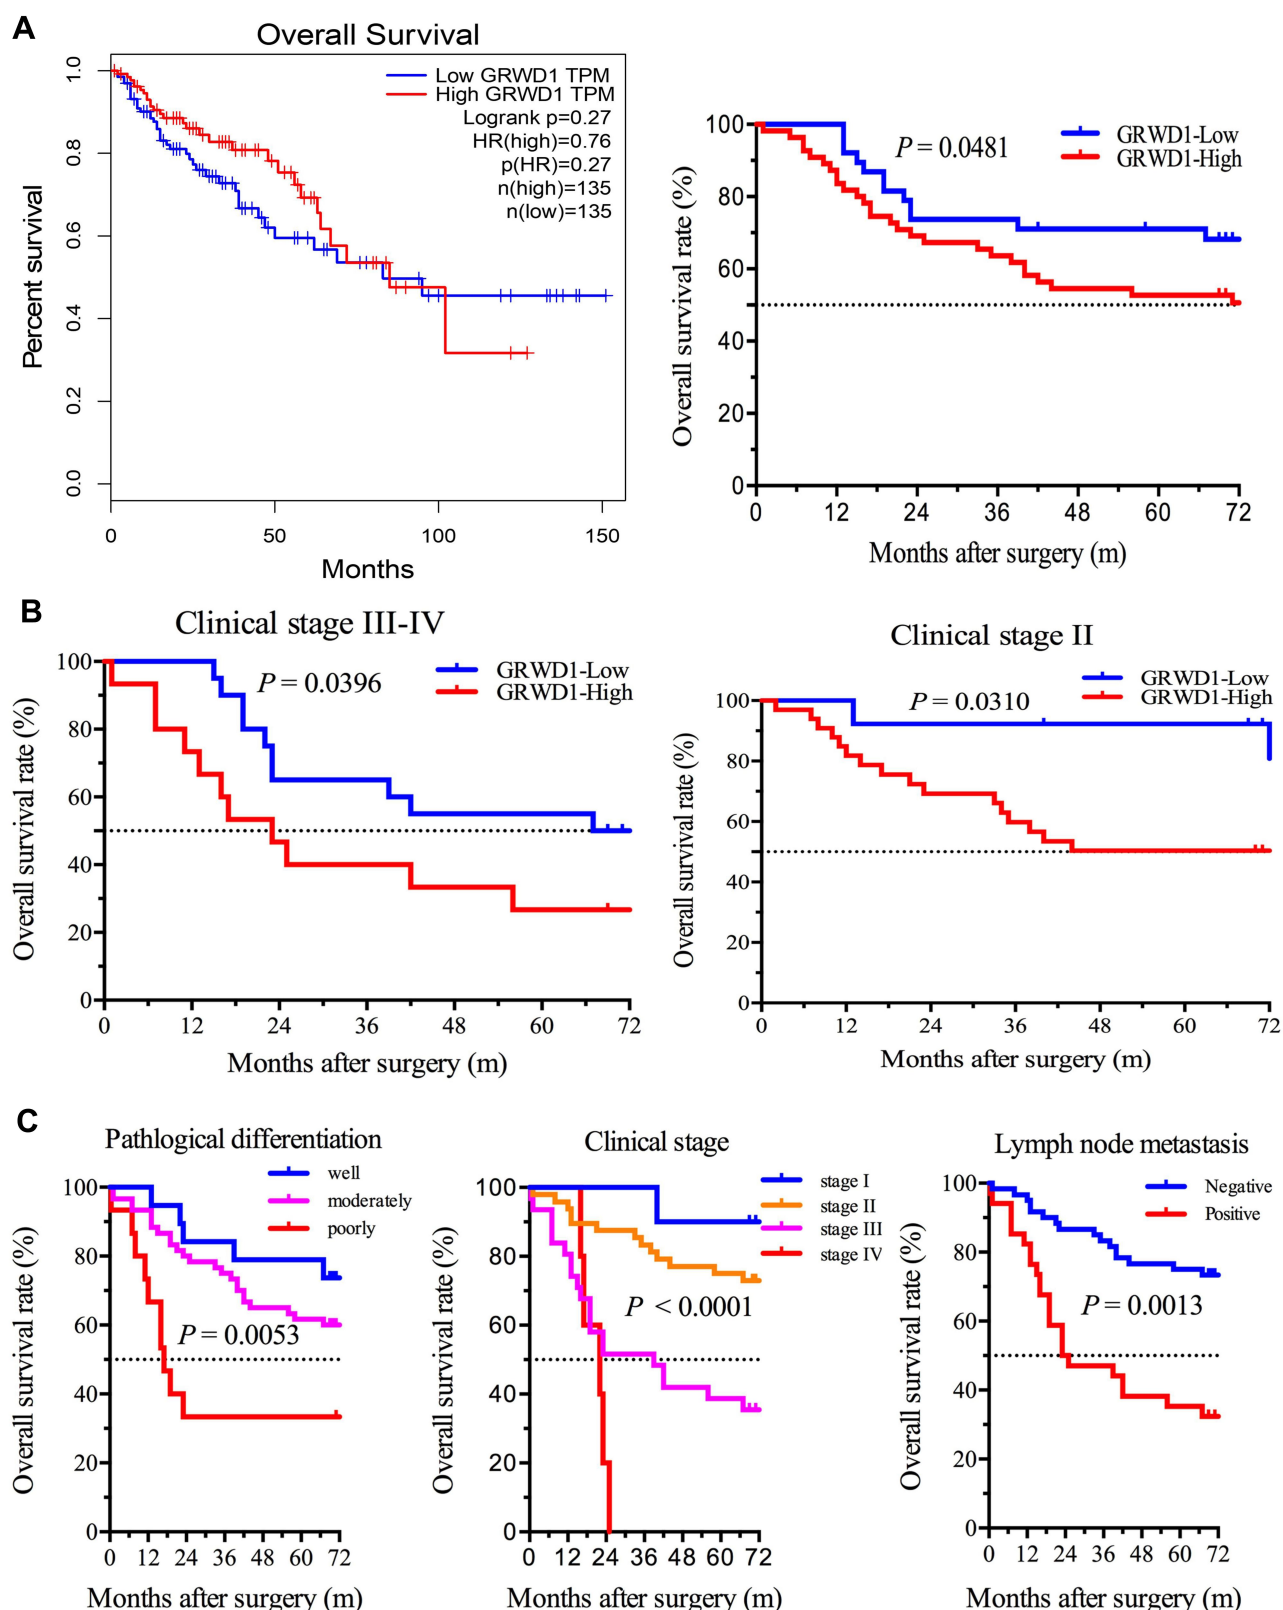 A
Overall Survival
Low GRWD1 TPM
High GRWD1 TPM
Logrank p=0.27
HR(high)=0.76
p(HR)=0.27
n(high)=135
n(low)=135
Percent survival
1.0
0.8
0.6
0.4
0.2
0.0
0 50 100 150
Months
P = 0.0481
GRWD1-Low
GRWD1-High
Overall survival rate (%)
100
80
60
40
20
0
0 12 24 36 48 60 72
Months after surgery (m)
B
Clinical stage III-IV
P = 0.0396
GRWD1-Low
GRWD1-High
Overall survival rate (%)
100
80
60
40
20
0
0 12 24 36 48 60 72
Months after surgery (m)
Clinical stage II
P = 0.0310
GRWD1-Low
GRWD1-High
Overall survival rate (%)
100
80
60
40
20
0
0 12 24 36 48 60 72
Months after surgery (m)
C
Pathlogical differentiation
well
moderately
poorly
P = 0.0053
Overall survival rate (%)
100
80
60
40
20
0
0 12 24 36 48 60 72
Months after surgery (m)
Clinical stage
stage I
stage II
stage III
stage IV
P < 0.0001
Overall survival rate (%)
100
80
60
40
20
0
0 12 24 36 48 60 72
Months after surgery (m)
Lymph node metastasis
Negative
Positive
P = 0.0013
Overall survival rate (%)
100
80
60
40
20
0
0 12 24 36 48 60 72
Months after surgery (m)